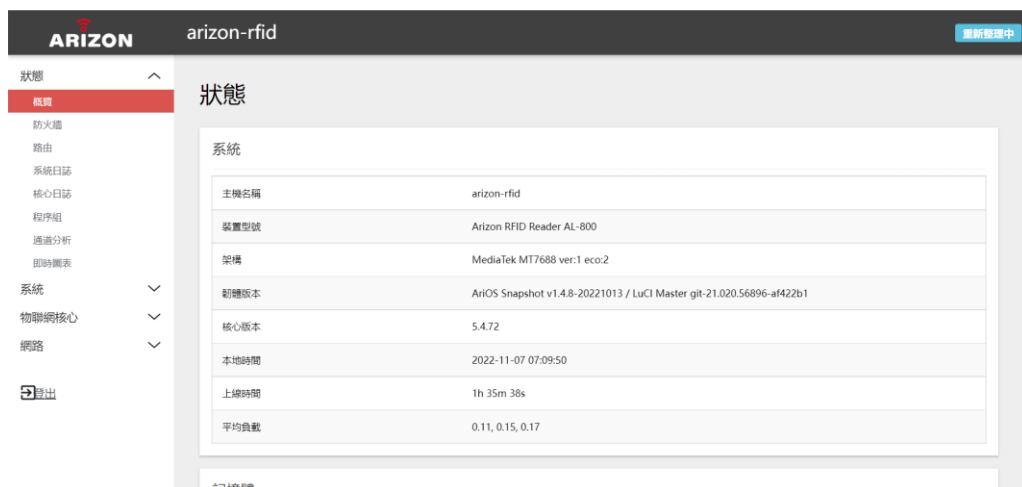 ARIZON
arizon-rfid
重新整理中
狀態
概覽
防火牆
路由
系統日誌
核心日誌
程序組
通道分析
即時圖表
系統
物聯網核心
網路
登出
狀態
系統
主機名稱 arizon-rfid
裝置型號 Arizon RFID Reader AL-800
架構 MediaTek MT7688 ver:1 eco:2
韌體版本 AriOS Snapshot v1.4.8-20221013 / LuCI Master git-21.020.56896-af422b1
核心版本 5.4.72
本地時間 2022-11-07 07:09:50
上線時間 1h 35m 38s
平均負載 0.11, 0.15, 0.17